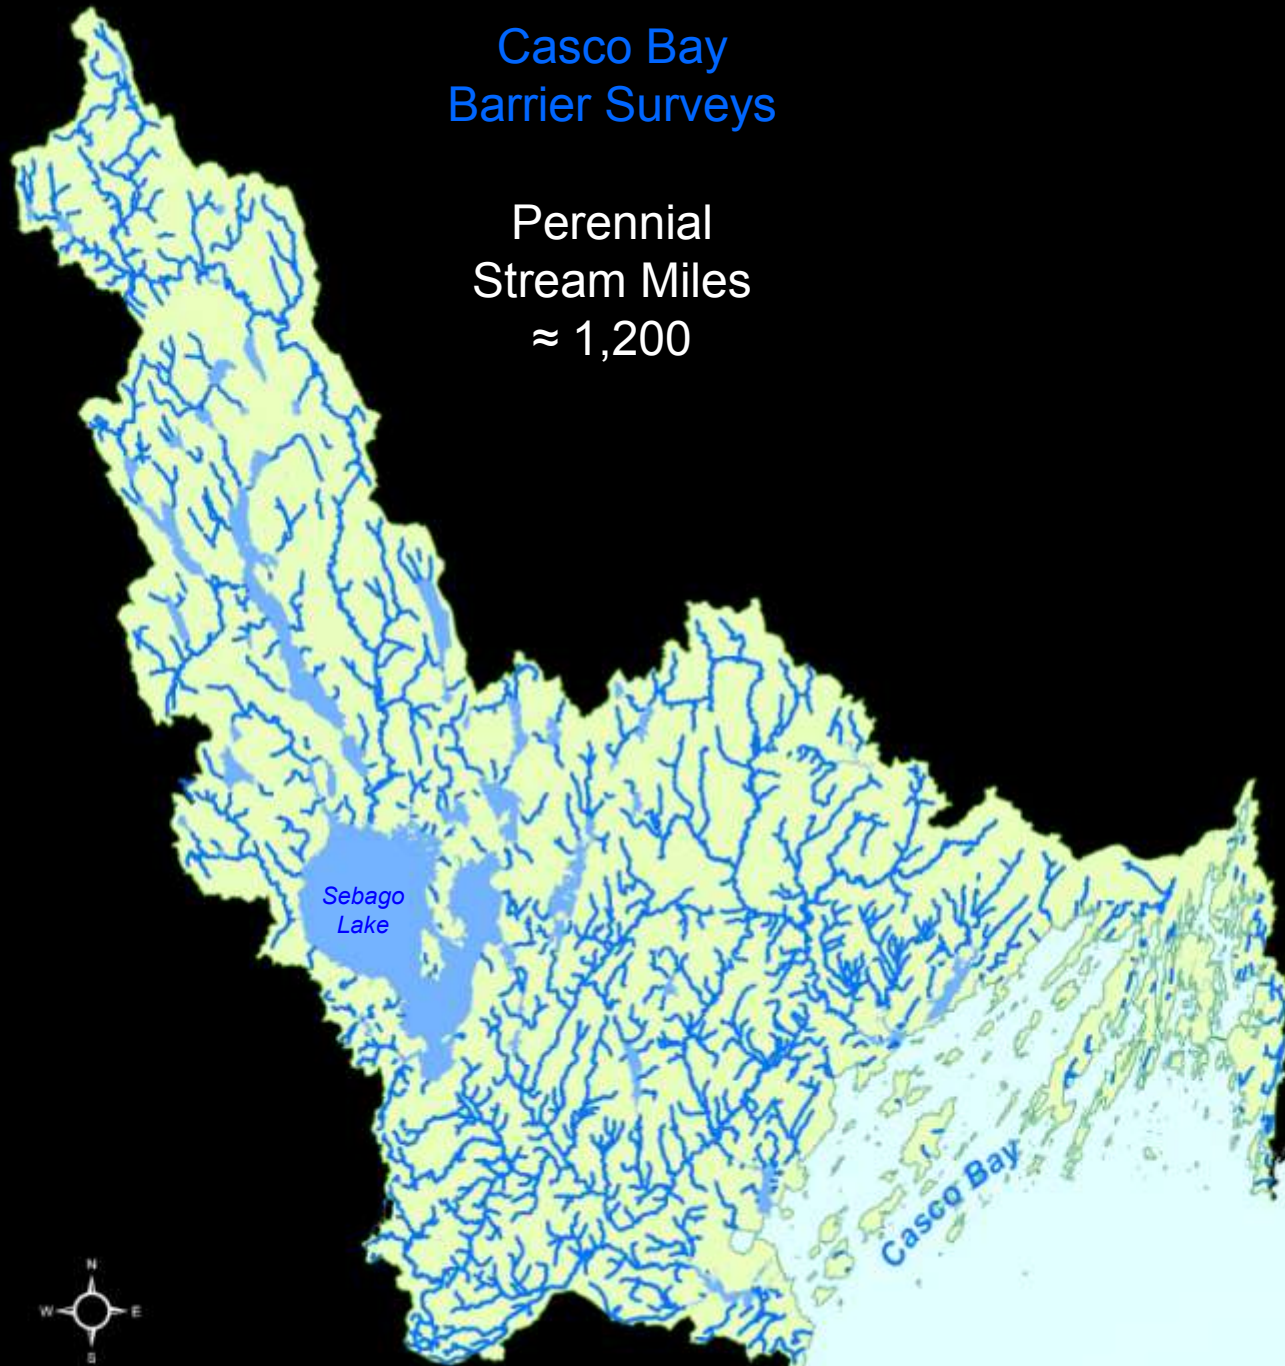 Casco Bay
Barrier Surveys
Perennial
Stream Miles
≈ 1,200
Sebago
Lake
Casco Bay
N
W
E
S